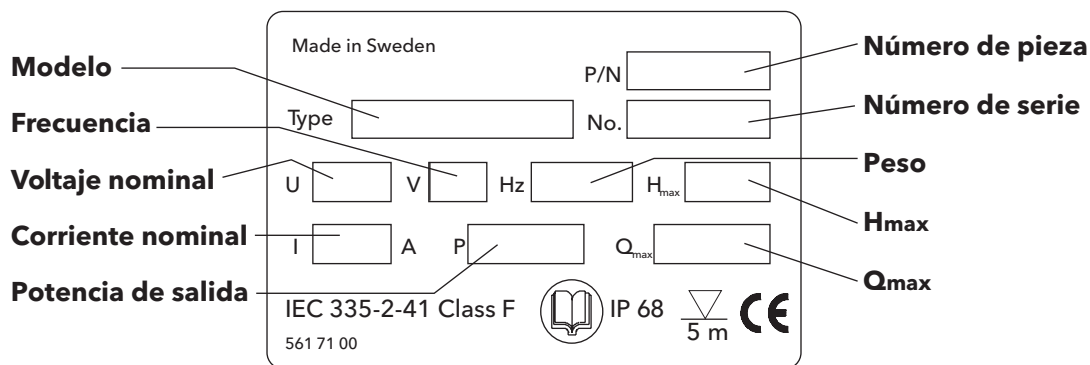 Made in Sweden
Modelo
P/N
Número de pieza
Type
No.
Número de serie
Frecuencia
Voltaje nominal
U
V
Hz
Hmax
Peso
Hmax
Corriente nominal
I
A
P
Qmax
Qmax
Potencia de salida
IEC 335-2-41 Class F
IP 68
5 m
CE
561 71 00